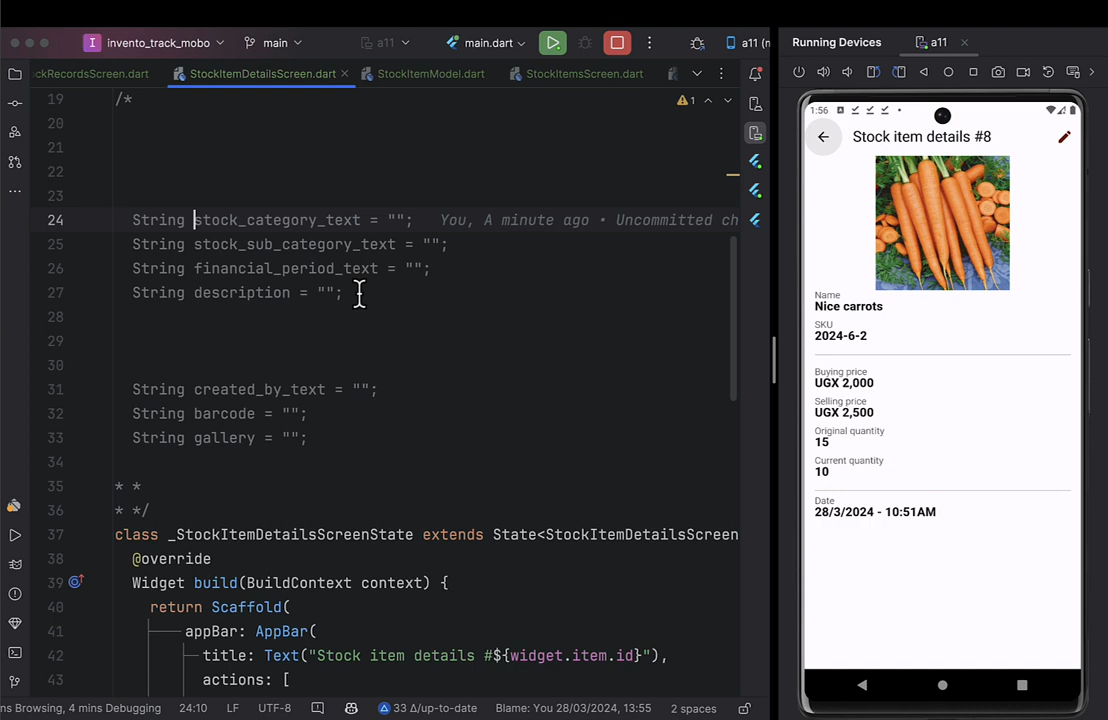 invento_track_mobo
main
a11
main.dart
a11 (n
Running Devices
a11
ckRecordsScreen.dart
StockItemDetailsScreen.dart
StockItemModel.dart
StockItemsScreen.dart
19 /*
1
20
21
22
23
24 String stock_category_text = ""; You, A minute ago • Uncommitted ch
25 String stock_sub_category_text = "";
26 String financial_period_text = "";
27 String description = "";
28
29
30
31 String created_by_text = "";
32 String barcode = "";
33 String gallery = "";
34
35 * *
36 * */
37 class _StockItemDetailsScreenState extends State<StockItemDetailsScreen
38 @override
39 Widget build(BuildContext context) {
40 return Scaffold(
41 appBar: AppBar(
42 title: Text("Stock item details #${widget.item.id}"),
43 actions: [
ns Browsing, 4 mins Debugging
24:10
LF
UTF-8
33 Δ/up-to-date
Blame: You 28/03/2024, 13:55
2 spaces
1:56
Stock item details #8
Name
Nice carrots
SKU
2024-6-2
Buying price
UGX 2,000
Selling price
UGX 2,500
Original quantity
15
Current quantity
10
Date
28/3/2024 - 10:51AM